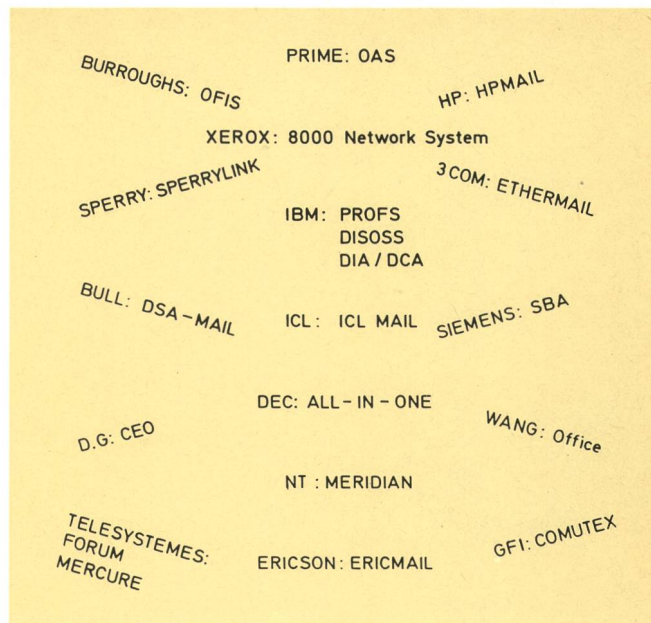 PRIME: OAS
BURROUGHS: OFIS
HP: HPMAIL
XEROX: 8000 Network System
SPERRY: SPERRYLINK
3COM: ETHERMAIL
IBM: PROFS
DISOSS
DIA / DCA
BULL: DSA-MAIL
ICL: ICL MAIL
SIEMENS: SBA
DEC: ALL-IN-ONE
D.G: CEO
WANG: Office
NT : MERIDIAN
TELESYSTEMES:
FORUM
MERCURE
ERICSON: ERICMAIL
GFI: COMUTEX